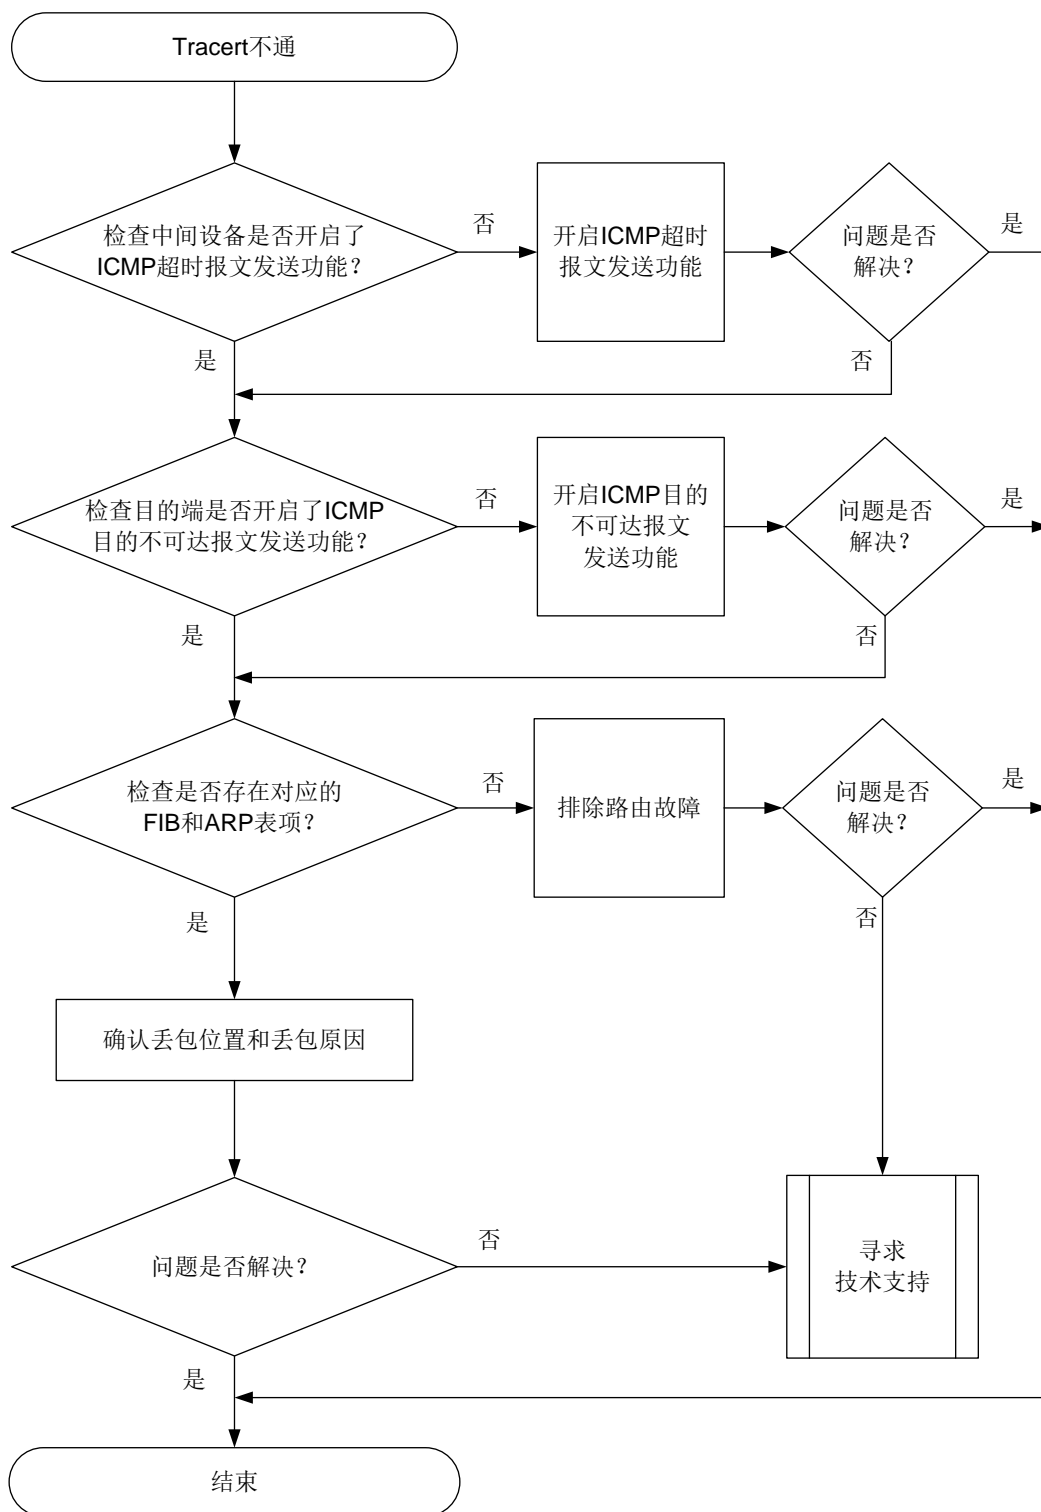 Tracert不通
检查中间设备是否开启了
ICMP超时报文发送功能？
否
开启ICMP超时
报文发送功能
问题是否
解决？
是
是
否
检查目的端是否开启了ICMP
目的不可达报文发送功能？
否
开启ICMP目的
不可达报文
发送功能
问题是否
解决？
是
是
否
检查是否存在对应的
FIB和ARP表项？
否
排除路由故障
问题是否
解决？
是
是
否
确认丢包位置和丢包原因
问题是否解决？
否
寻求
技术支持
是
结束